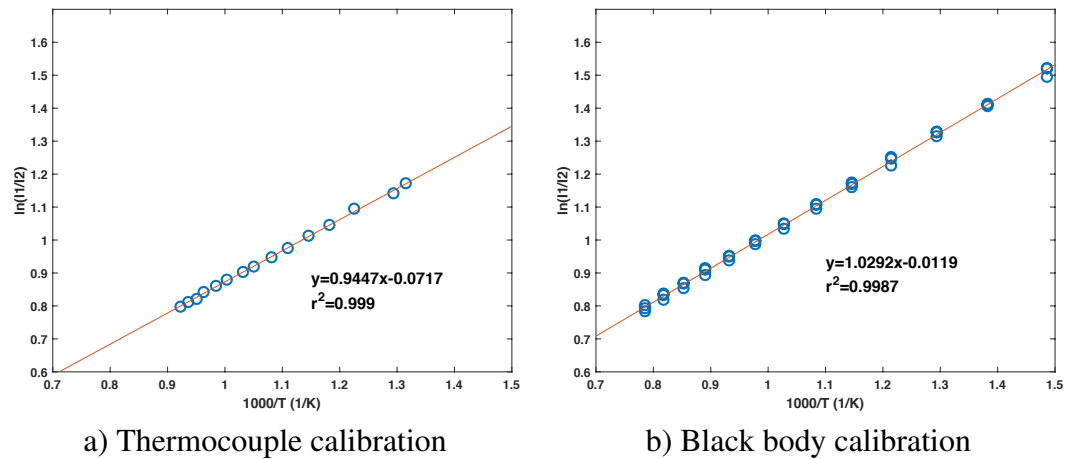 1.6
1.5
1.4
1.3
1.2
1.1
1
0.9
0.8
0.7
0.6
ln(I1/I2)
y=0.9447x-0.0717
r²=0.999
0.7 0.8 0.9 1 1.1 1.2 1.3 1.4 1.5
1000/T (1/K)
a) Thermocouple calibration
1.6
1.5
1.4
1.3
1.2
1.1
1
0.9
0.8
0.7
0.6
ln(I1/I2)
y=1.0292x-0.0119
r²=0.9987
0.7 0.8 0.9 1 1.1 1.2 1.3 1.4 1.5
1000/T (1/K)
b) Black body calibration